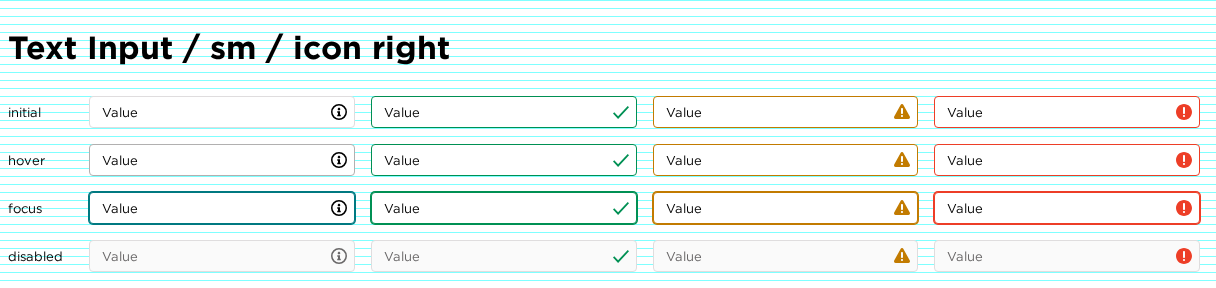 Text Input / sm / icon right
initial Value Value Value Value
hover Value Value Value Value
focus Value Value Value Value
disabled Value Value Value Value